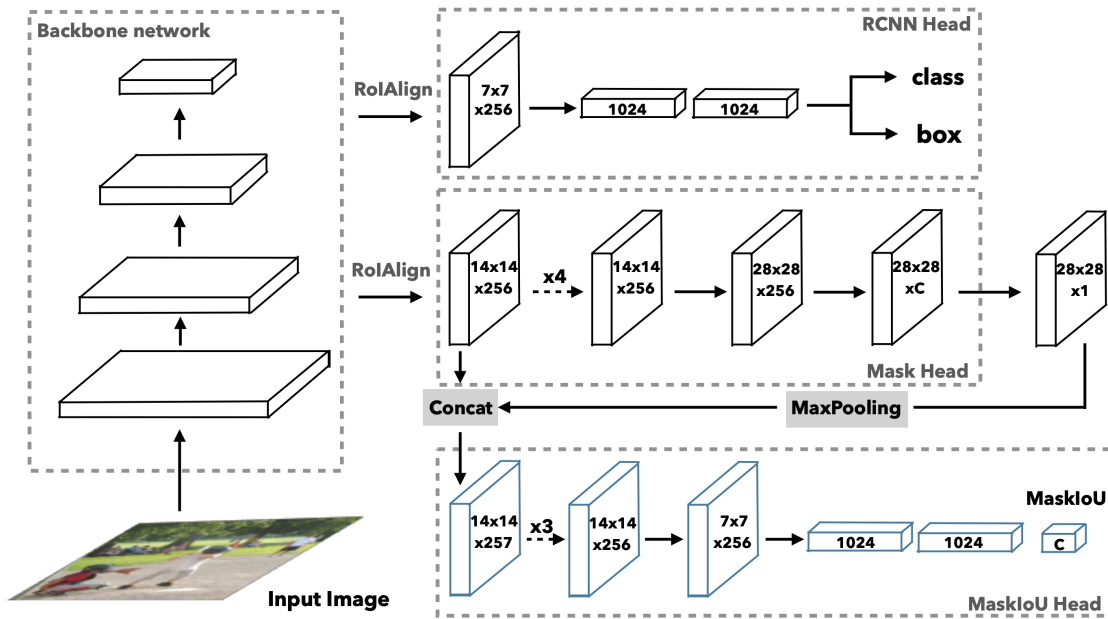 Backbone network
RoIAlign
RoIAlign
Input Image
RCNN Head
7x7
x256
1024
1024
class
box
14x14
x256
x4
14x14
x256
28x28
x256
28x28
xC
28x28
x1
Mask Head
Concat
MaxPooling
14x14
x257
x3
14x14
x256
7x7
x256
1024
1024
MaskIoU
C
MaskIoU Head